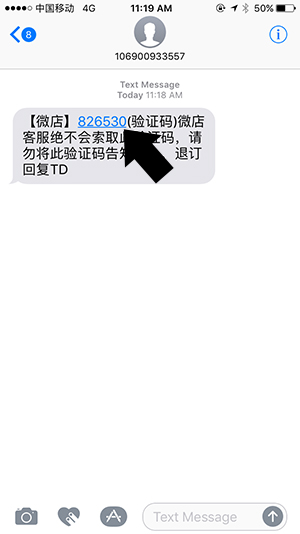 中国移动 4G 11:19 AM 50%
8
106900933557
Text Message
Today 11:18 AM
【微店】826530(验证码)微店
客服绝不会索取此验证码，请
勿将此验证码告知 退订
回复TD
Text Message